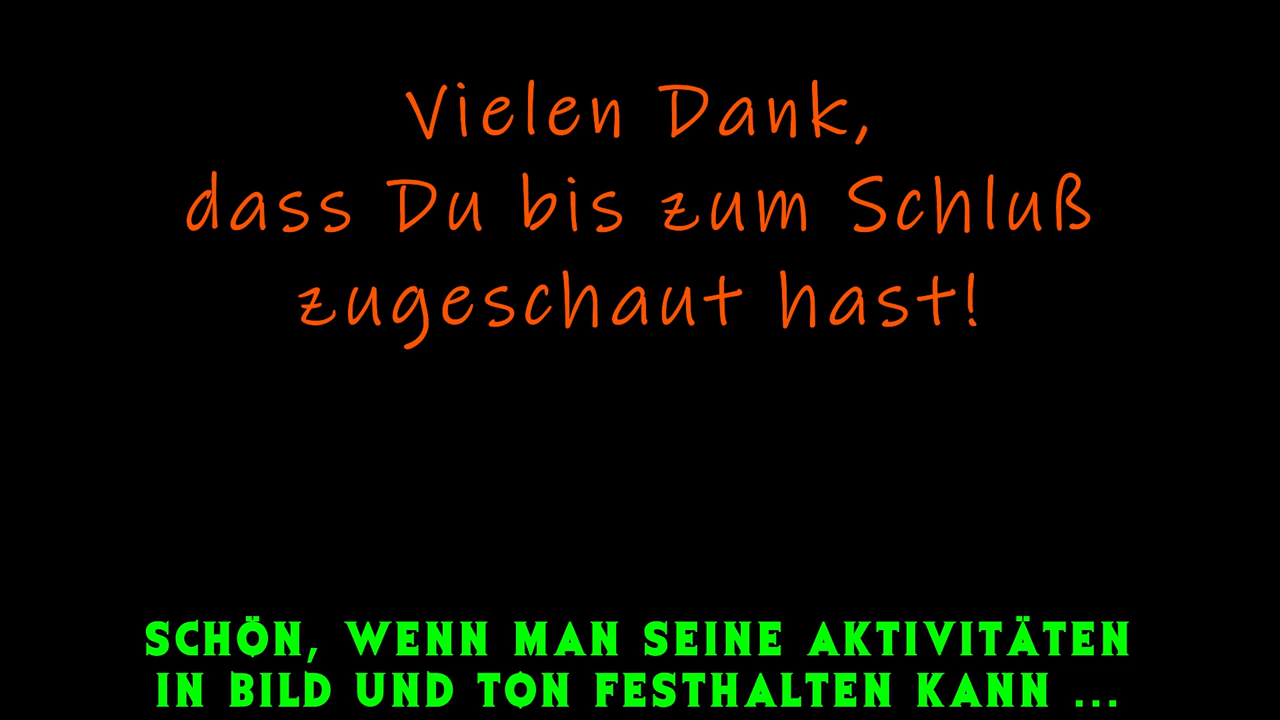 Vielen Dank,
dass Du bis zum Schluß
zugeschaut hast!
SCHÖN, WENN MAN SEINE AKTIVITÄTEN
IN BILD UND TON FESTHALTEN KANN ...